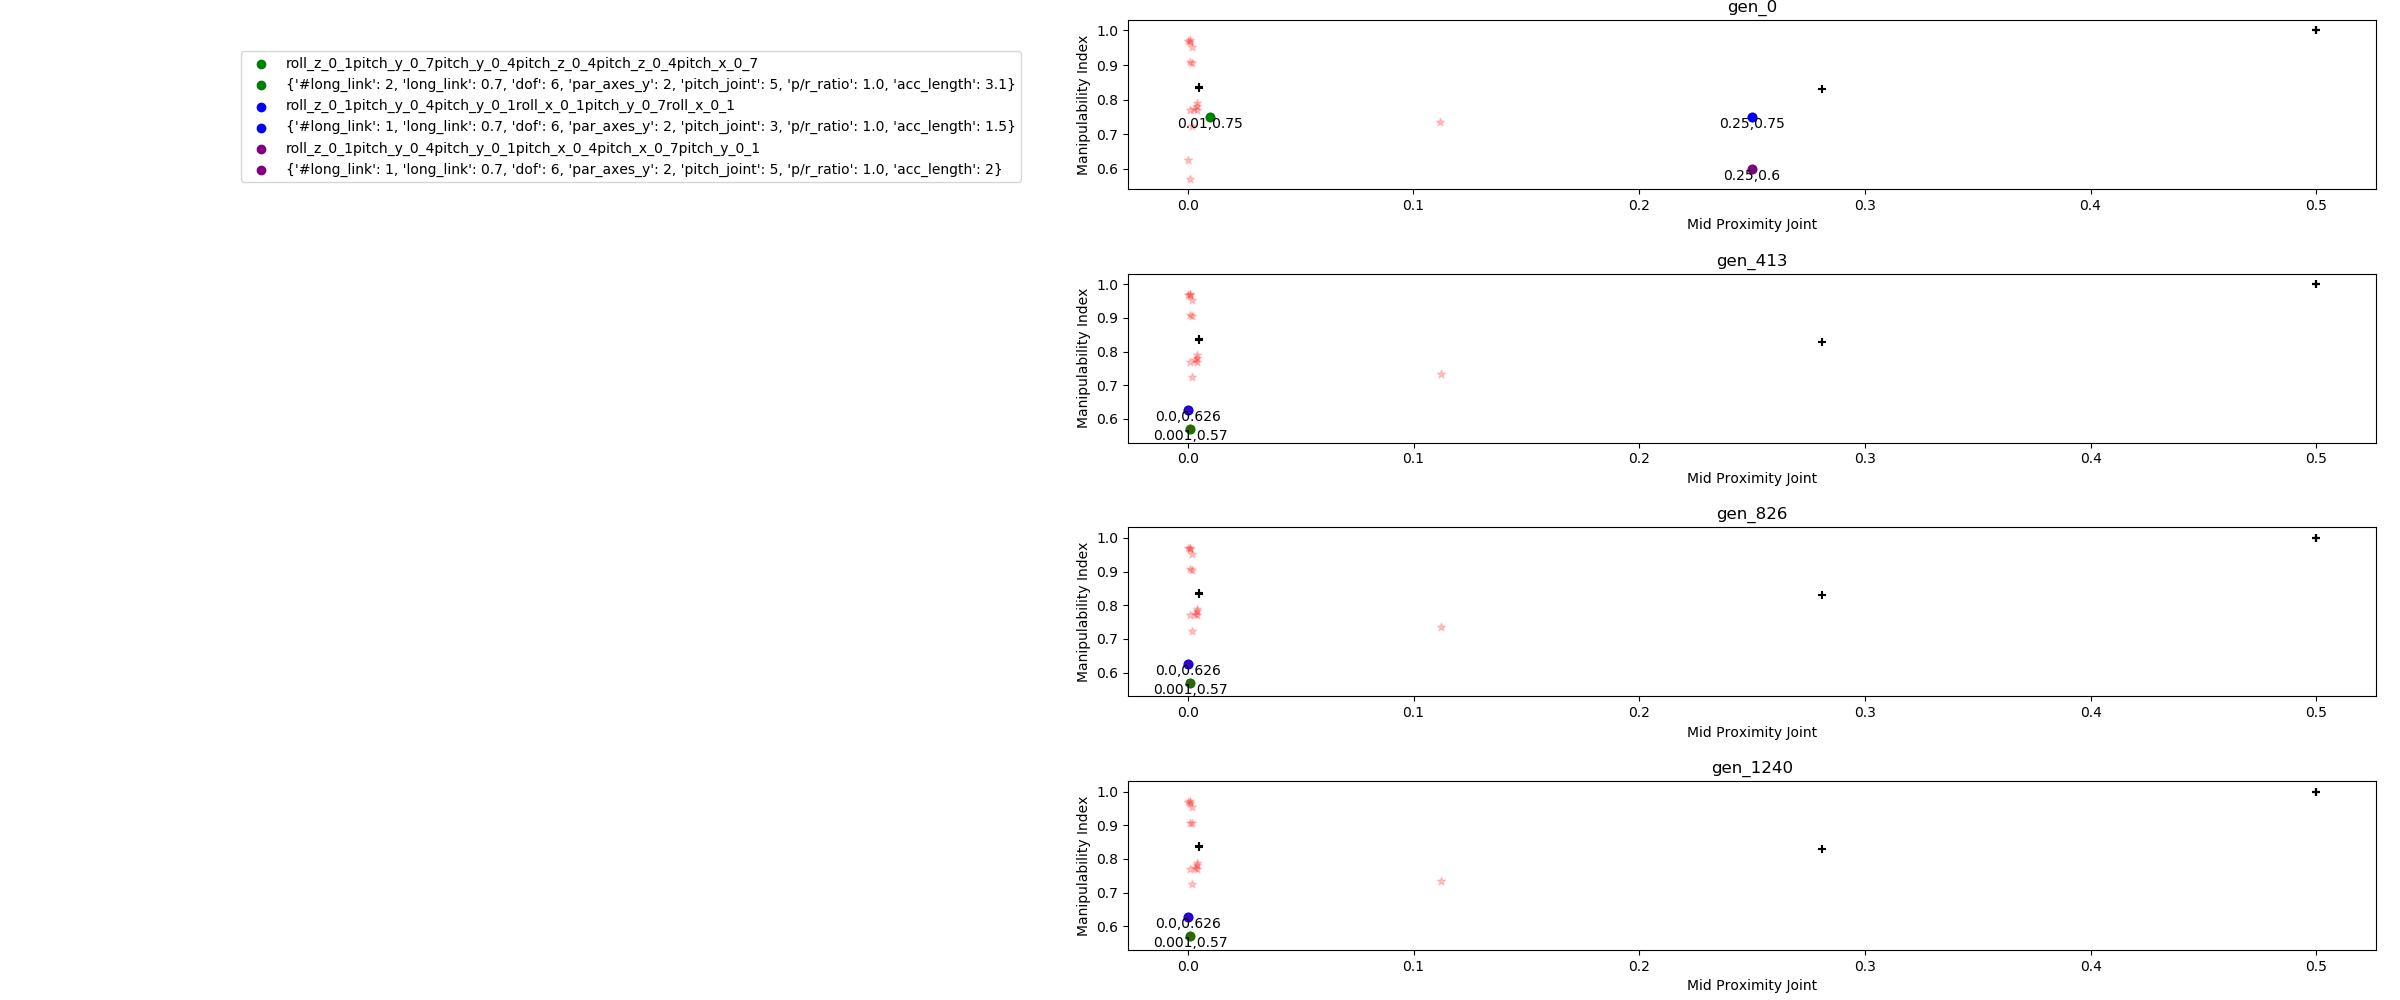 roll_z_0_1pitch_y_0_7pitch_y_0_4pitch_z_0_4pitch_z_0_4pitch_x_0_7
{'#long_link': 2, 'long_link': 0.7, 'dof': 6, 'par_axes_y': 2, 'pitch_joint': 5, 'p/r_ratio': 1.0, 'acc_length': 3.1}
roll_z_0_1pitch_y_0_4pitch_y_0_1roll_x_0_1pitch_y_0_7roll_x_0_1
{'#long_link': 1, 'long_link': 0.7, 'dof': 6, 'par_axes_y': 2, 'pitch_joint': 3, 'p/r_ratio': 1.0, 'acc_length': 1.5}
roll_z_0_1pitch_y_0_4pitch_y_0_1pitch_x_0_4pitch_x_0_7pitch_y_0_1
{'#long_link': 1, 'long_link': 0.7, 'dof': 6, 'par_axes_y': 2, 'pitch_joint': 5, 'p/r_ratio': 1.0, 'acc_length': 2}
gen_0
Manipulability Index
1.0
0.9
0.8
0.7
0.6
0.01,0.75
0.25,0.75
0.25,0.6
0.0 0.1 0.2 0.3 0.4 0.5
Mid Proximity Joint
gen_413
Manipulability Index
1.0
0.9
0.8
0.7
0.6
0.0,0.626
0.001,0.57
0.0 0.1 0.2 0.3 0.4 0.5
Mid Proximity Joint
gen_826
Manipulability Index
1.0
0.9
0.8
0.7
0.6
0.0,0.626
0.001,0.57
0.0 0.1 0.2 0.3 0.4 0.5
Mid Proximity Joint
gen_1240
Manipulability Index
1.0
0.9
0.8
0.7
0.6
0.0,0.626
0.001,0.57
0.0 0.1 0.2 0.3 0.4 0.5
Mid Proximity Joint